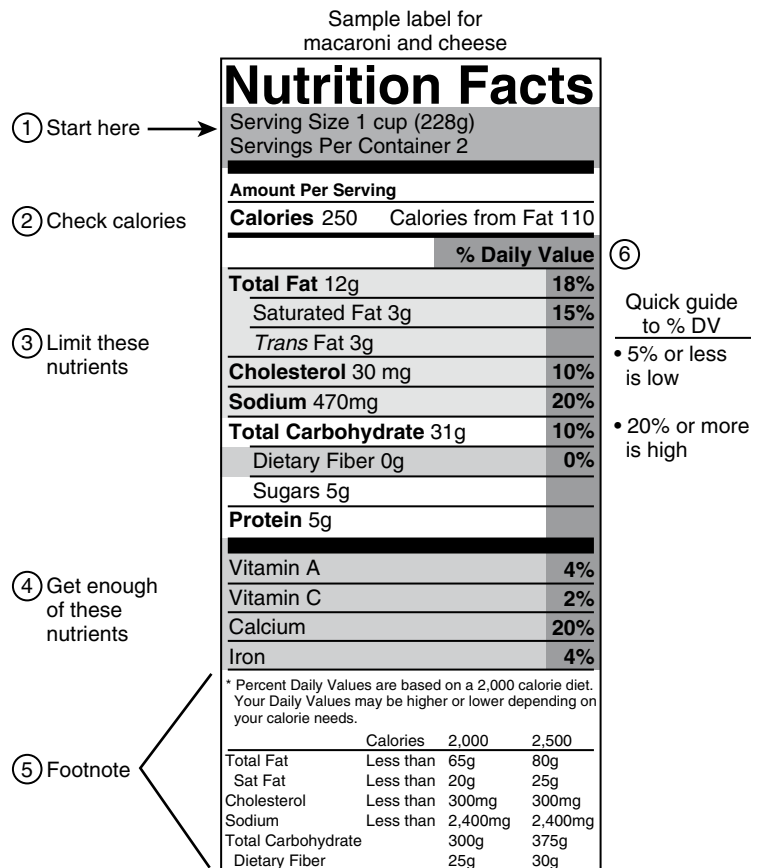 Sample label for
macaroni and cheese
Nutrition Facts
1 Start here
Serving Size 1 cup (228g)
Servings Per Container 2
Amount Per Serving
2 Check calories
Calories 250 Calories from Fat 110
% Daily Value 6
Total Fat 12g 18%
Saturated Fat 3g 15%
Trans Fat 3g
3 Limit these
nutrients
Cholesterol 30 mg 10%
Sodium 470mg 20%
Total Carbohydrate 31g 10%
Dietary Fiber 0g 0%
Sugars 5g
Protein 5g
Quick guide
to % DV
• 5% or less
is low
• 20% or more
is high
4 Get enough
of these
nutrients
Vitamin A 4%
Vitamin C 2%
Calcium 20%
Iron 4%
5 Footnote
* Percent Daily Values are based on a 2,000 calorie diet.
Your Daily Values may be higher or lower depending on
your calorie needs.
Calories 2,000 2,500
Total Fat Less than 65g 80g
Sat Fat Less than 20g 25g
Cholesterol Less than 300mg 300mg
Sodium Less than 2,400mg 2,400mg
Total Carbohydrate 300g 375g
Dietary Fiber 25g 30g